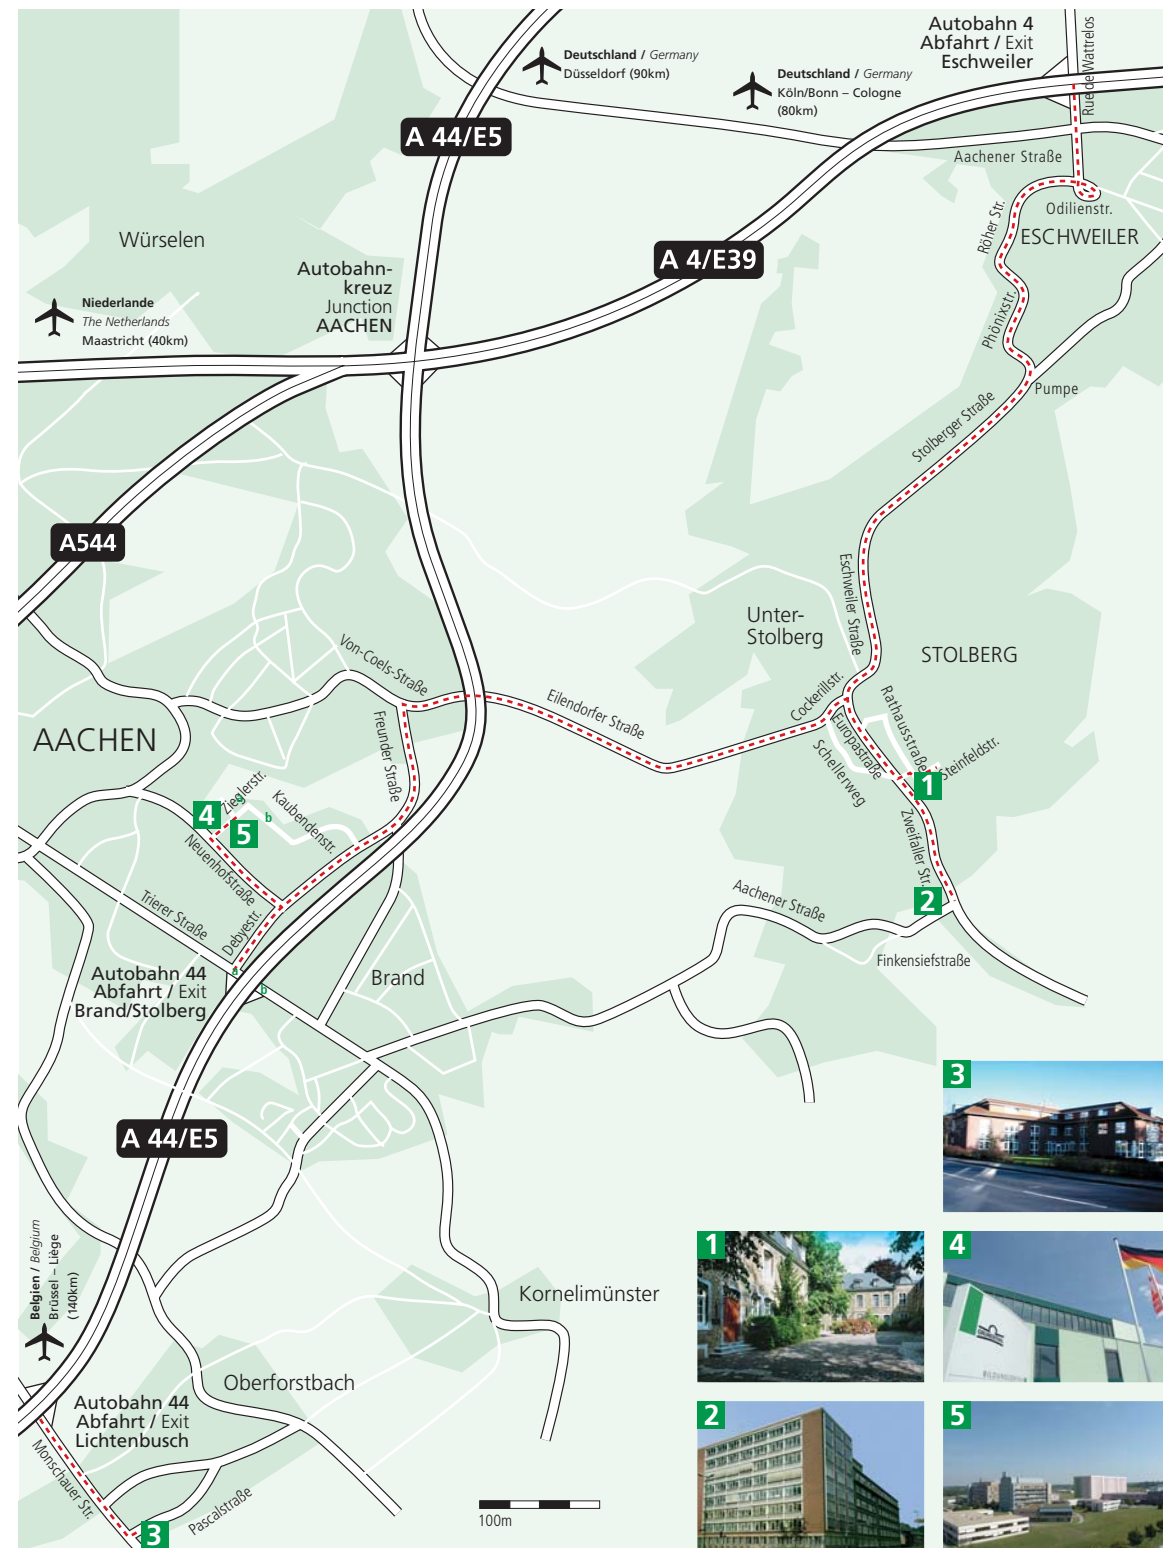 Autobahn 4
Abfahrt / Exit
Eschweiler
Rue de Wattrelos
Deutschland / Germany
Düsseldorf (90km)
Deutschland / Germany
Köln/Bonn – Cologne
(80km)
A 44/E5
Aachener Straße
Odilienstr.
ESCHWEILER
Röher Str.
Würselen
A 4/E39
Autobahn-
kreuz
Junction
AACHEN
Niederlande
The Netherlands
Maastricht (40km)
Phönixstr.
Pumpe
Stolberger Straße
A544
Eschweiler Straße
Unter-
Stolberg
STOLBERG
Von-Coels-Straße
Eilendorfer Straße
Cockerillstr.
Rathausstraße
Europastraße
Schellerweg
Steinfeldstr.
1
AACHEN
Freunder Straße
Zieglerstr.
Kaubendenstr.
4
5
b
Neuenhofstraße
Zweifaller Str.
2
Trierer Straße
Debyestr.
Aachener Straße
Finkensiefstraße
a
b
Autobahn 44
Abfahrt / Exit
Brand/Stolberg
Brand
3
A 44/E5
1
4
Belgien / Belgium
Brüssel – Liège
(140km)
Kornelimünster
Oberforstbach
Autobahn 44
Abfahrt / Exit
Lichtenbusch
2
5
Monschauer Str.
Pascalstraße
3
100m